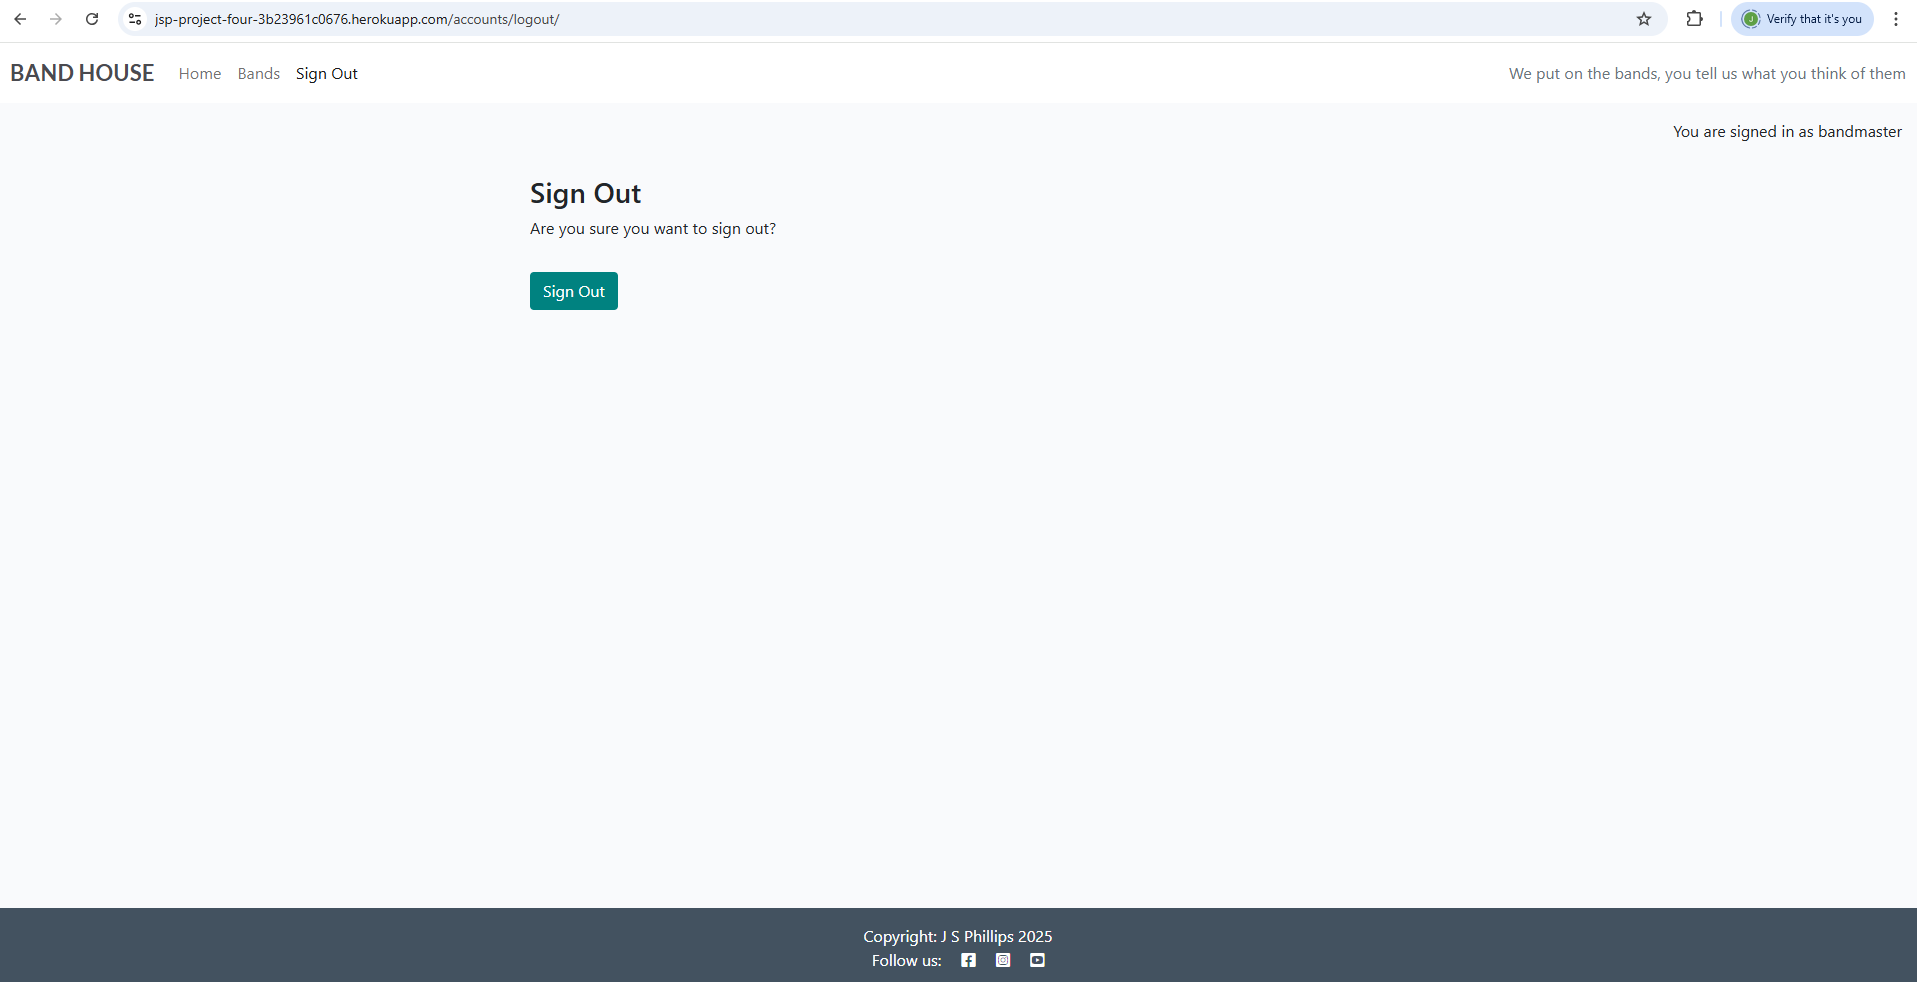 jsp-project-four-3b23961c0676.herokuapp.com/accounts/logout/
J
Verify that it's you
BAND HOUSE
Home
Bands
Sign Out
We put on the bands, you tell us what you think of them
You are signed in as bandmaster
Sign Out
Are you sure you want to sign out?
Sign Out
Copyright: J S Phillips 2025
Follow us: